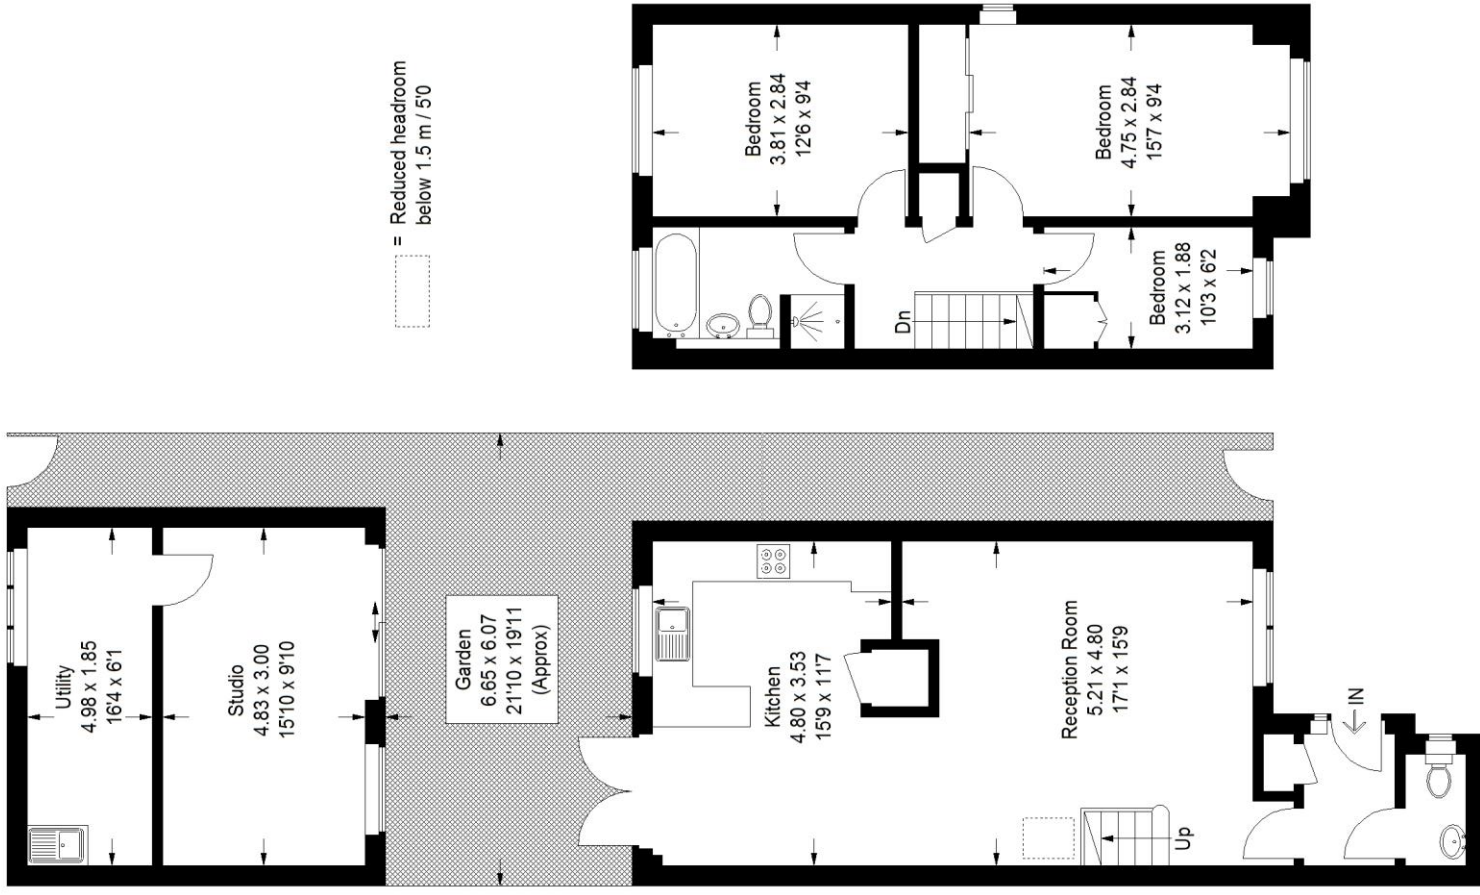 = Reduced headroom
below 1.5 m / 5'0
Bedroom
3.81 x 2.84
12'6 x 9'4
Bedroom
4.75 x 2.84
15'7 x 9'4
Bedroom
3.12 x 1.88
10'3 x 6'2
Dn
Utility
4.98 x 1.85
16'4 x 6'1
Studio
4.83 x 3.00
15'10 x 9'10
Garden
6.65 x 6.07
21'10 x 19'11
(Approx)
Kitchen
4.80 x 3.53
15'9 x 11'7
Reception Room
5.21 x 4.80
17'1 x 15'9
Up
IN